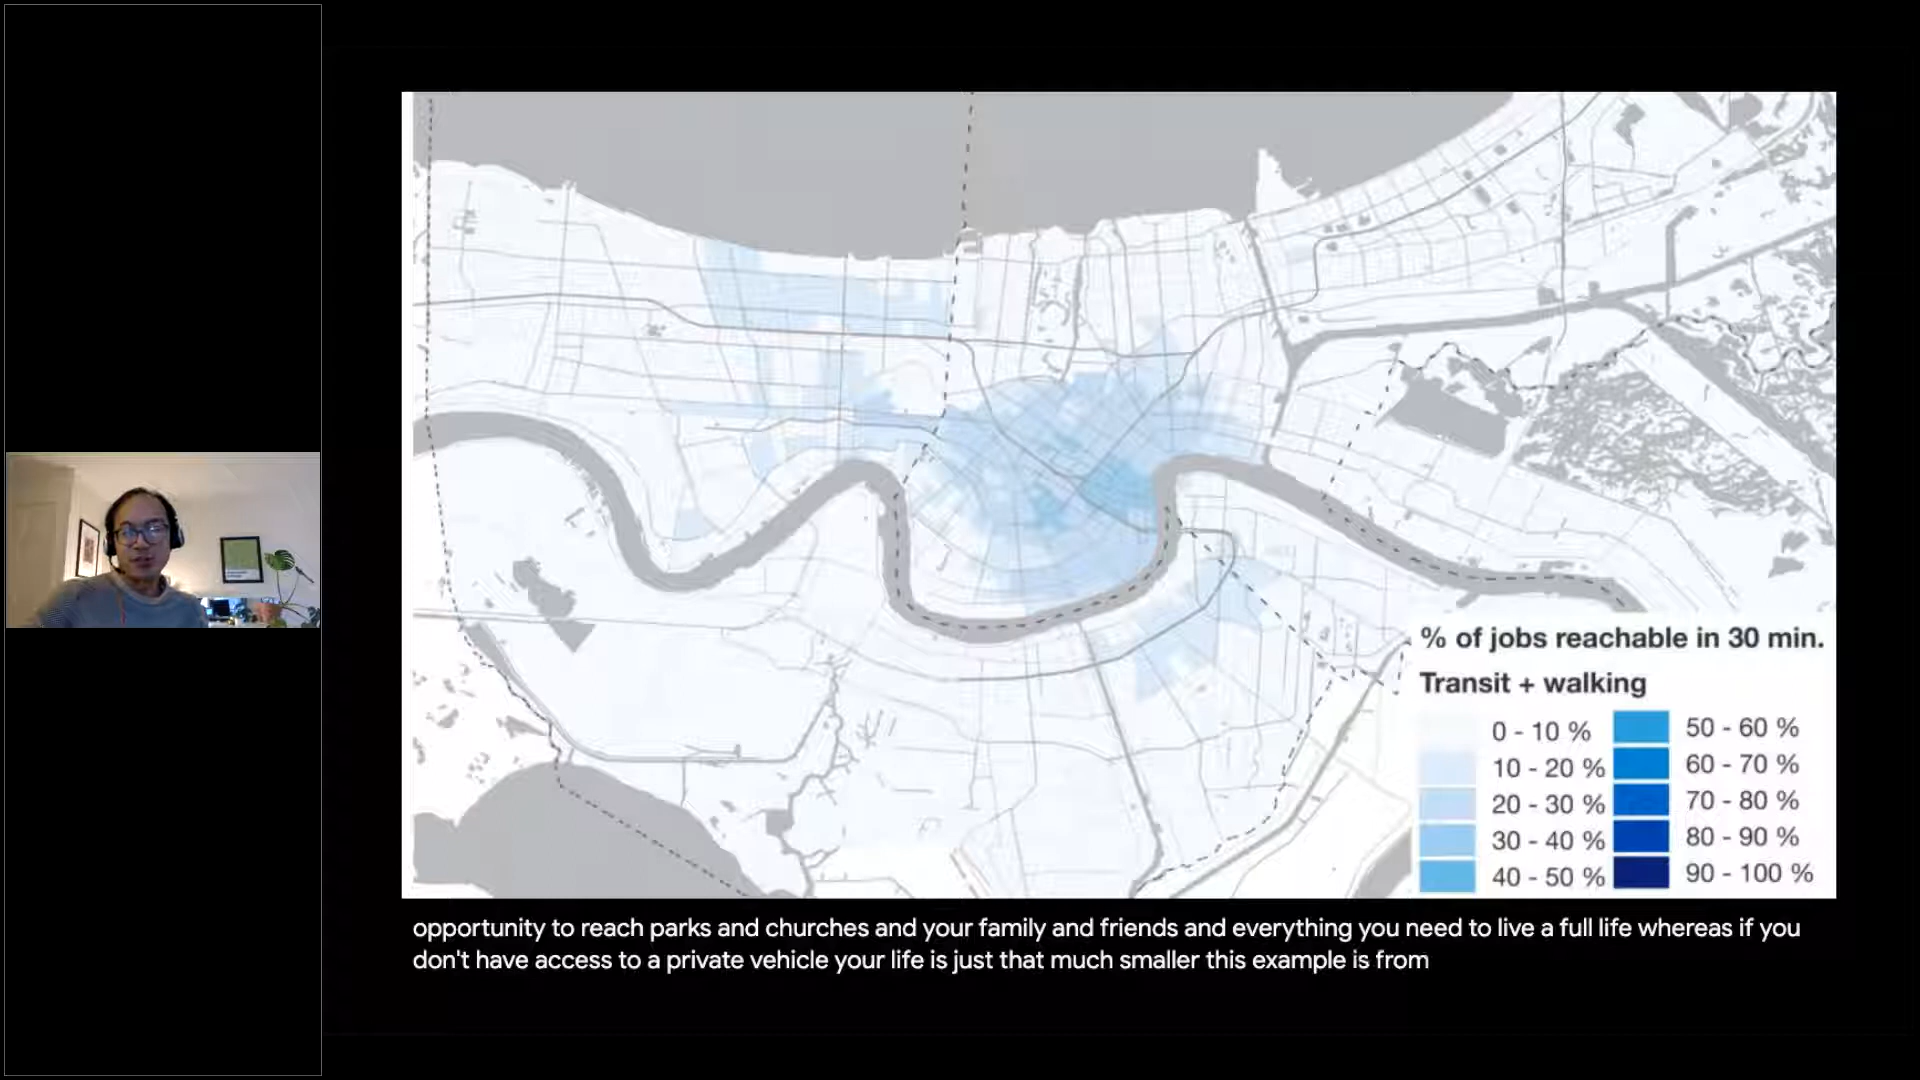 % of jobs reachable in 30 min.
Transit + walking
0 - 10 %
10 - 20 %
20 - 30 %
30 - 40 %
40 - 50 %
50 - 60 %
60 - 70 %
70 - 80 %
80 - 90 %
90 - 100 %
opportunity to reach parks and churches and your family and friends and everything you need to live a full life whereas if you
don't have access to a private vehicle your life is just that much smaller this example is from